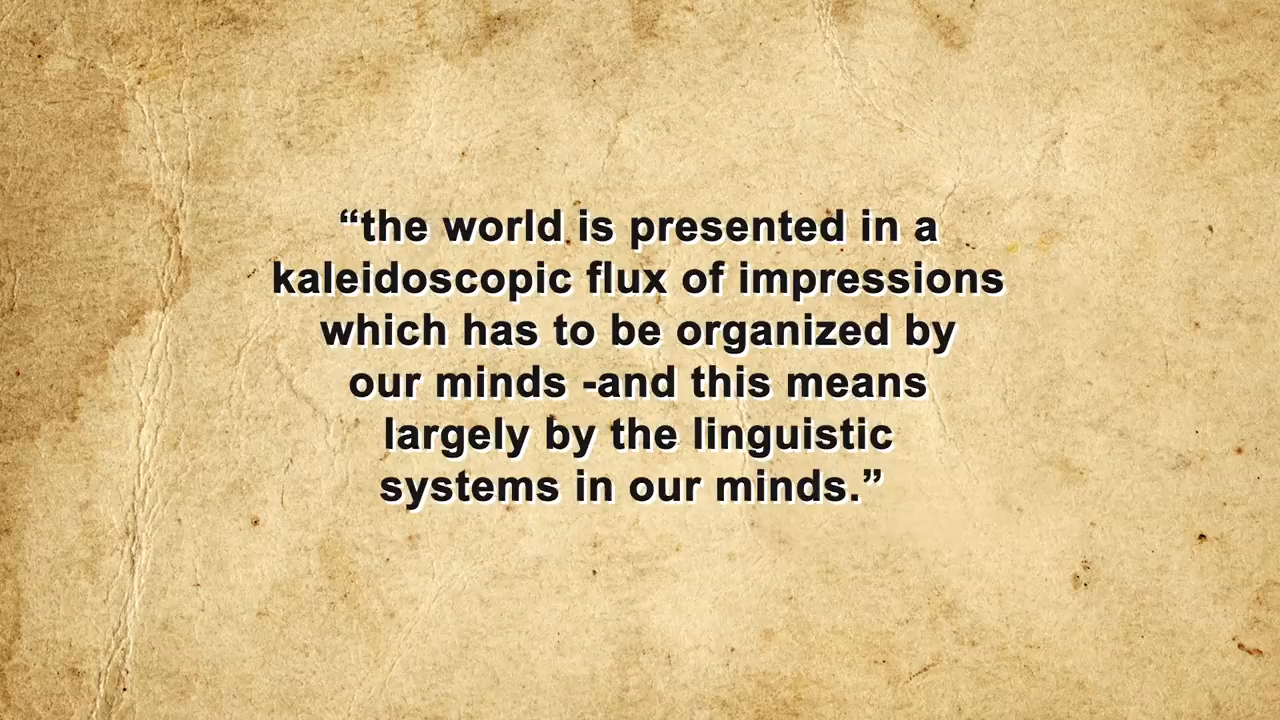 “the world is presented in a
kaleidoscopic flux of impressions
which has to be organized by
our minds -and this means
largely by the linguistic
systems in our minds.”